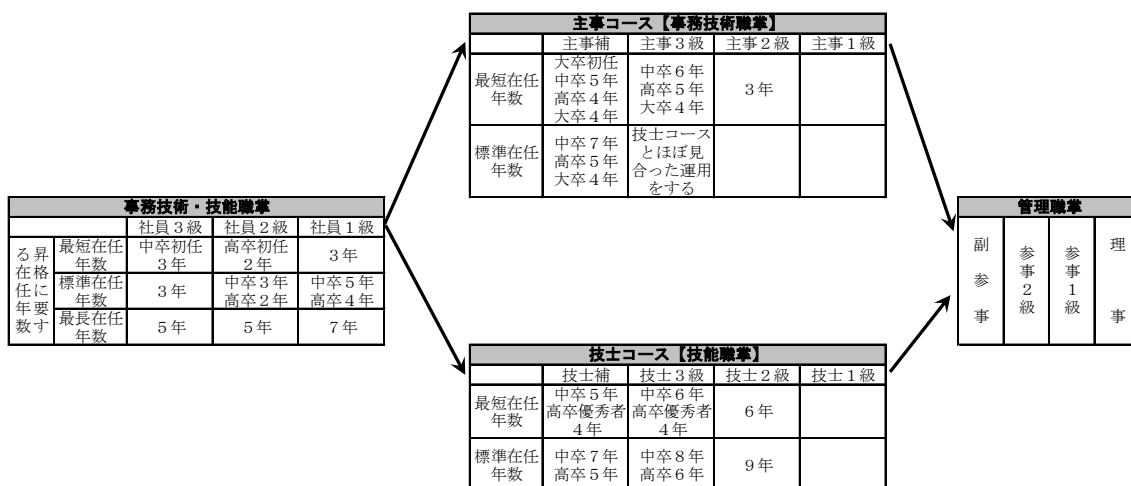 主事コース【事務技術職掌】
主事補 主事3級 主事2級 主事1級
最短在任
年数
大卒初任
中卒5年
高卒4年
大卒4年
中卒6年
高卒5年
大卒4年
3年
標準在任
年数
中卒7年
高卒5年
大卒4年
技士コース
とほぼ見
合った運用
をする
事務技術・技能職掌
社員3級 社員2級 社員1級
昇格に要す
る在任年数
最短在任
年数
中卒初任
3年
高卒初任
2年
3年
標準在任
年数
3年
中卒3年
高卒2年
中卒5年
高卒4年
最長在任
年数
5年 5年 7年
技士コース【技能職掌】
技士補 技士3級 技士2級 技士1級
最短在任
年数
中卒5年
高卒優秀者
4年
中卒6年
高卒優秀者
4年
6年
標準在任
年数
中卒7年
高卒5年
中卒8年
高卒6年
9年
管理職掌
副参事
参事2級
参事1級
理事